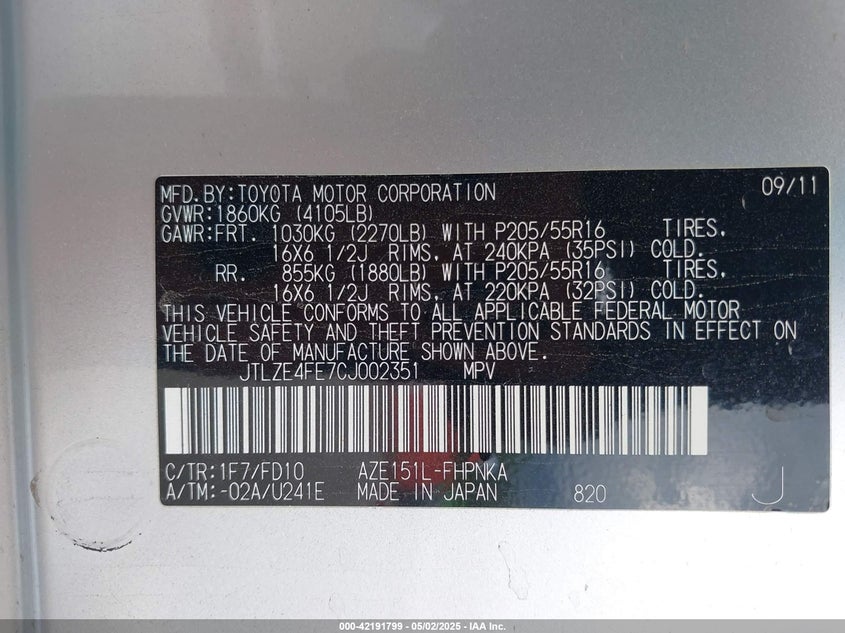 MFD.BY:TOYOTA MOTOR CORPORATION 09/11
GVWR:1860KG (4105LB)
GAWR:FRT. 1030KG (2270LB) WITH P205/55R16 TIRES.
16X6 1/2J RIMS, AT 240KPA (35PSI) COLD.
RR. 855KG (1880LB) WITH P205/55R16 TIRES,
16X6 1/2J RIMS, AT 220KPA (32PSI) COLD.
THIS VEHICLE CONFORMS TO ALL APPLICABLE FEDERAL MOTOR
VEHICLE SAFETY AND THEFT PREVENTION STANDARDS IN EFFECT ON
THE DATE OF MANUFACTURE SHOWN ABOVE.
JTLZE4FE7CJ002351 MPV
C/TR:1F7/FD10 AZE151L-FHPNKA
A/TM:-02A/U241E MADE IN JAPAN 820 J
000-42191799 - 05/02/2025 - IAA Inc.